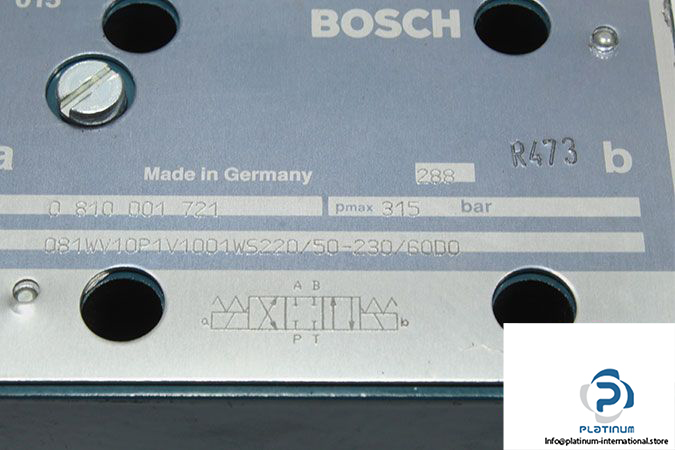 015
BOSCH
a
R473 b
Made in Germany 288
0 810 001 721 pmax 315 bar
081WV10P1V1001WS220/50-230/60D0
A B
a b
P T
PLATINUM
Info@platinum-international.store